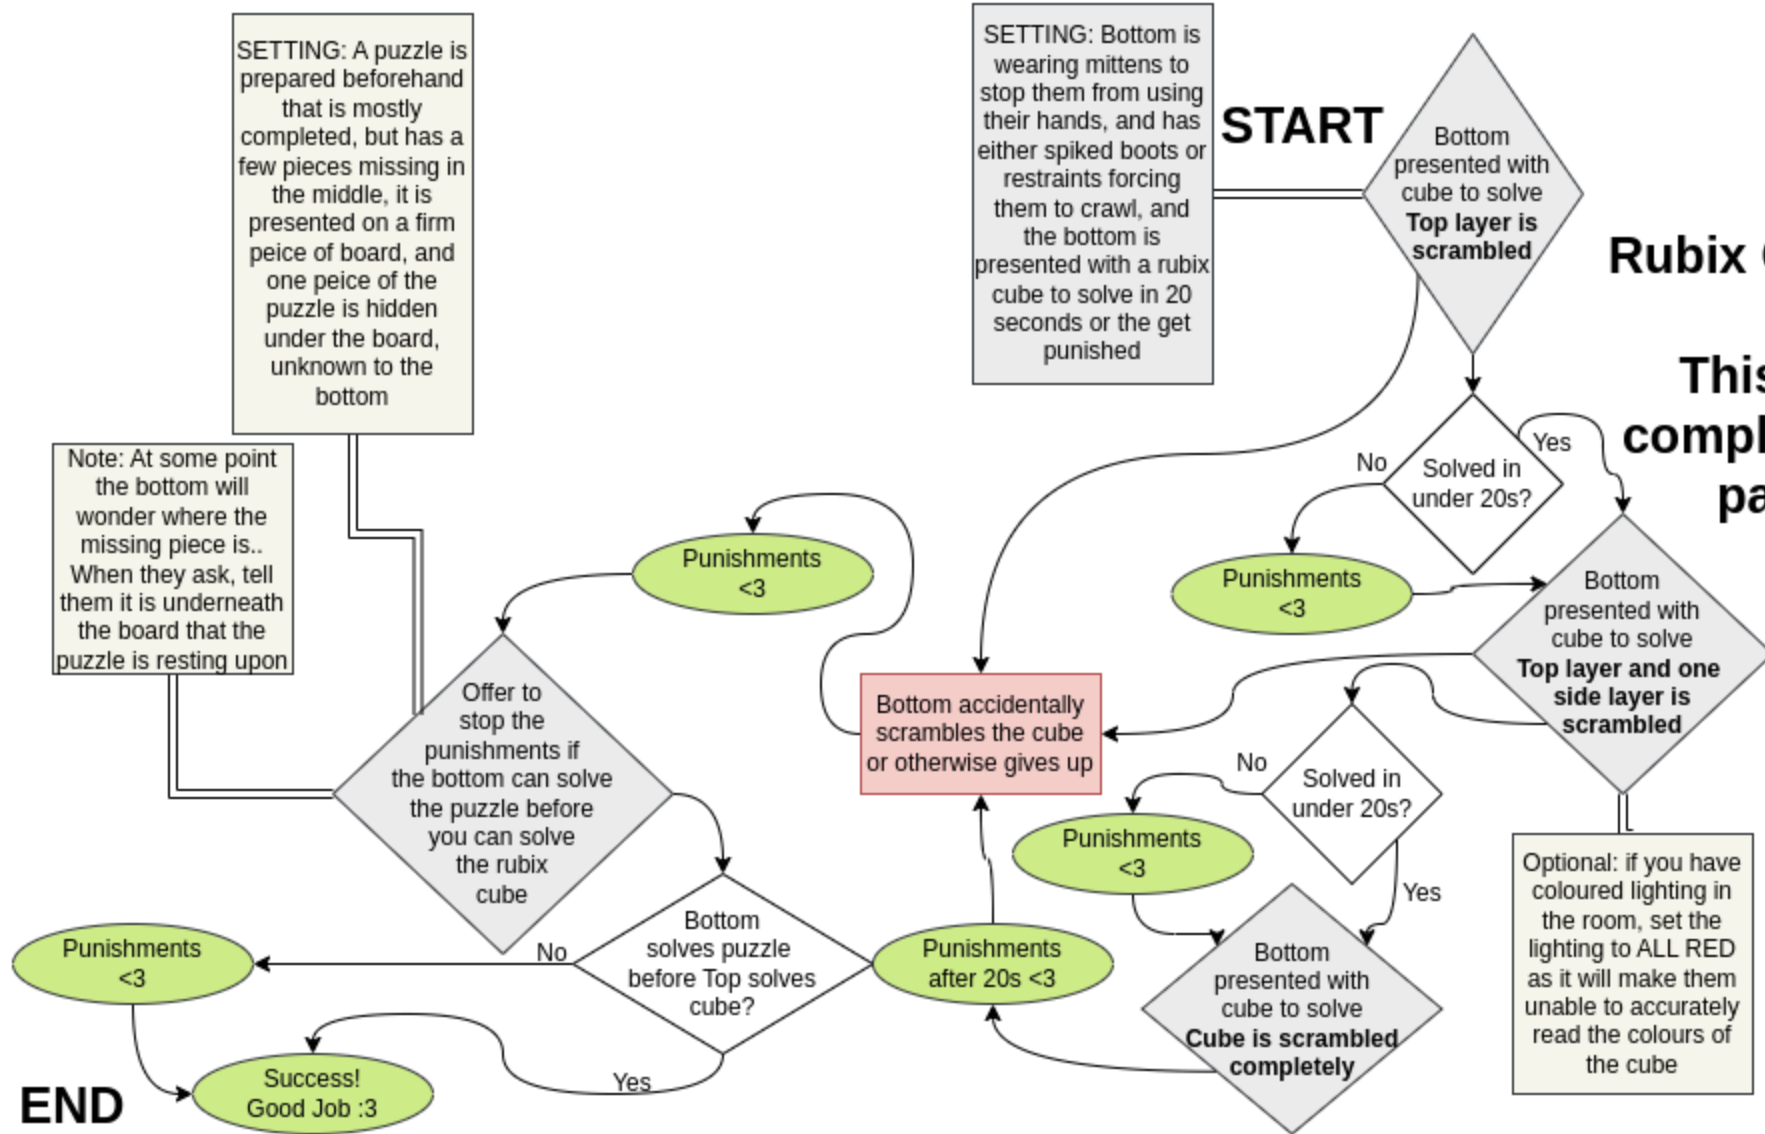 SETTING: A puzzle is
prepared beforehand
that is mostly
completed, but has a
few pieces missing in
the middle, it is
presented on a firm
peice of board, and
one peice of the
puzzle is hidden
under the board,
unknown to the
bottom
Note: At some point
the bottom will
wonder where the
missing piece is..
When they ask, tell
them it is underneath
the board that the
puzzle is resting upon
SETTING: Bottom is
wearing mittens to
stop them from using
their hands, and has
either spiked boots or
restraints forcing
them to crawl, and
the bottom is
presented with a rubix
cube to solve in 20
seconds or the get
punished
START
Bottom
presented with
cube to solve
Top layer is
scrambled
Rubix
This
compl
pa
Solved in
under 20s?
No
Yes
Punishments
<3
Bottom
presented with
cube to solve
Top layer and one
side layer is
scrambled
Optional: if you have
coloured lighting in
the room, set the
lighting to ALL RED
as it will make them
unable to accurately
read the colours of
the cube
Solved in
under 20s?
No
Yes
Punishments
<3
Bottom
presented with
cube to solve
Cube is scrambled
completely
Punishments
after 20s <3
Bottom accidentally
scrambles the cube
or otherwise gives up
Punishments
<3
Offer to
stop the
punishments if
the bottom can solve
the puzzle before
you can solve
the rubix
cube
Bottom
solves puzzle
before Top solves
cube?
No
Yes
Punishments
<3
Success!
Good Job :3
END